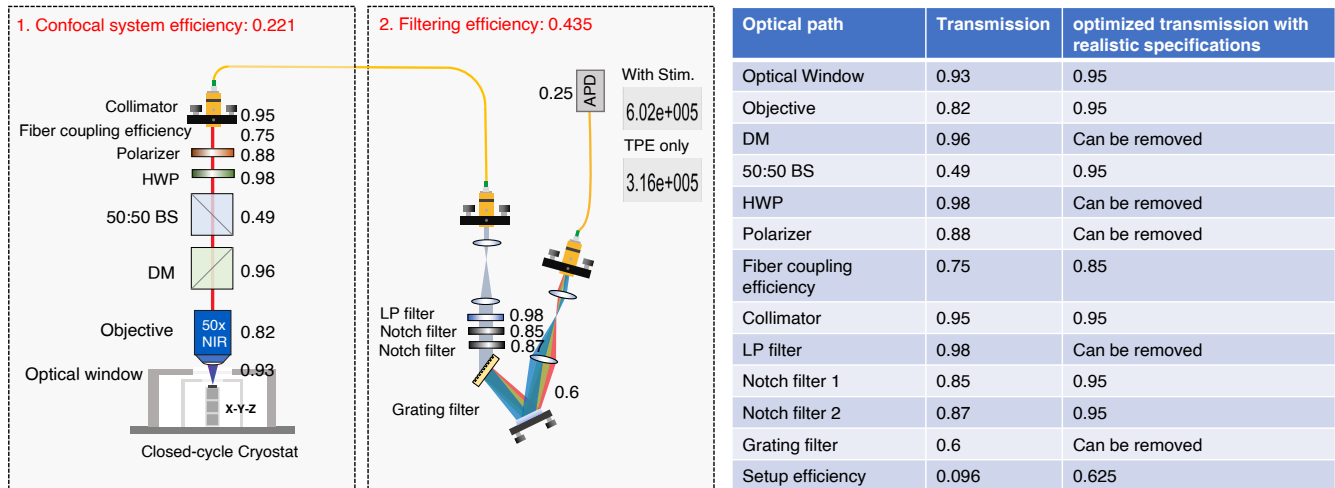 1. Confocal system efficiency: 0.221
Collimator 0.95
Fiber coupling efficiency 0.75
Polarizer 0.88
HWP 0.98
50:50 BS 0.49
DM 0.96
Objective 50x NIR 0.82
Optical window 0.93
X-Y-Z
Closed-cycle Cryostat
2. Filtering efficiency: 0.435
0.25 APD
With Stim.
6.02e+005
TPE only
3.16e+005
LP filter 0.98
Notch filter 0.85
Notch filter 0.87
Grating filter 0.6
Optical path Transmission optimized transmission with
realistic specifications
Optical Window 0.93 0.95
Objective 0.82 0.95
DM 0.96 Can be removed
50:50 BS 0.49 0.95
HWP 0.98 Can be removed
Polarizer 0.88 Can be removed
Fiber coupling 0.75 0.85
efficiency
Collimator 0.95 0.95
LP filter 0.98 Can be removed
Notch filter 1 0.85 0.95
Notch filter 2 0.87 0.95
Grating filter 0.6 Can be removed
Setup efficiency 0.096 0.625